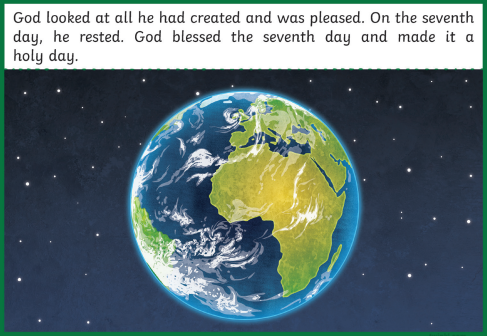 God looked at all he had created and was pleased. On the seventh
day, he rested. God blessed the seventh day and made it a
holy day.